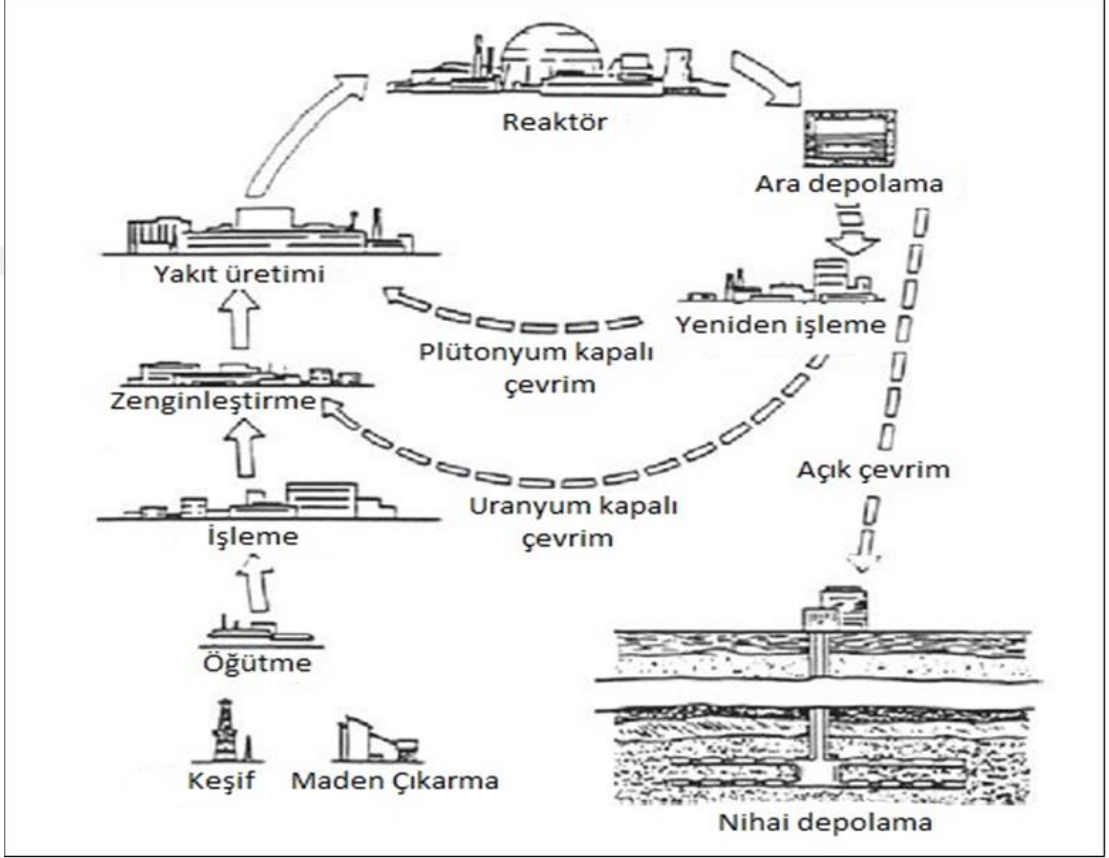 Reaktör
Ara depolama
Yakıt üretimi
Yeniden işleme
Plütonyum kapalı
çevrim
Zenginleştirme
Açık çevrim
Uranyum kapalı
çevrim
İşleme
Öğütme
Keşif
Maden Çıkarma
Nihai depolama